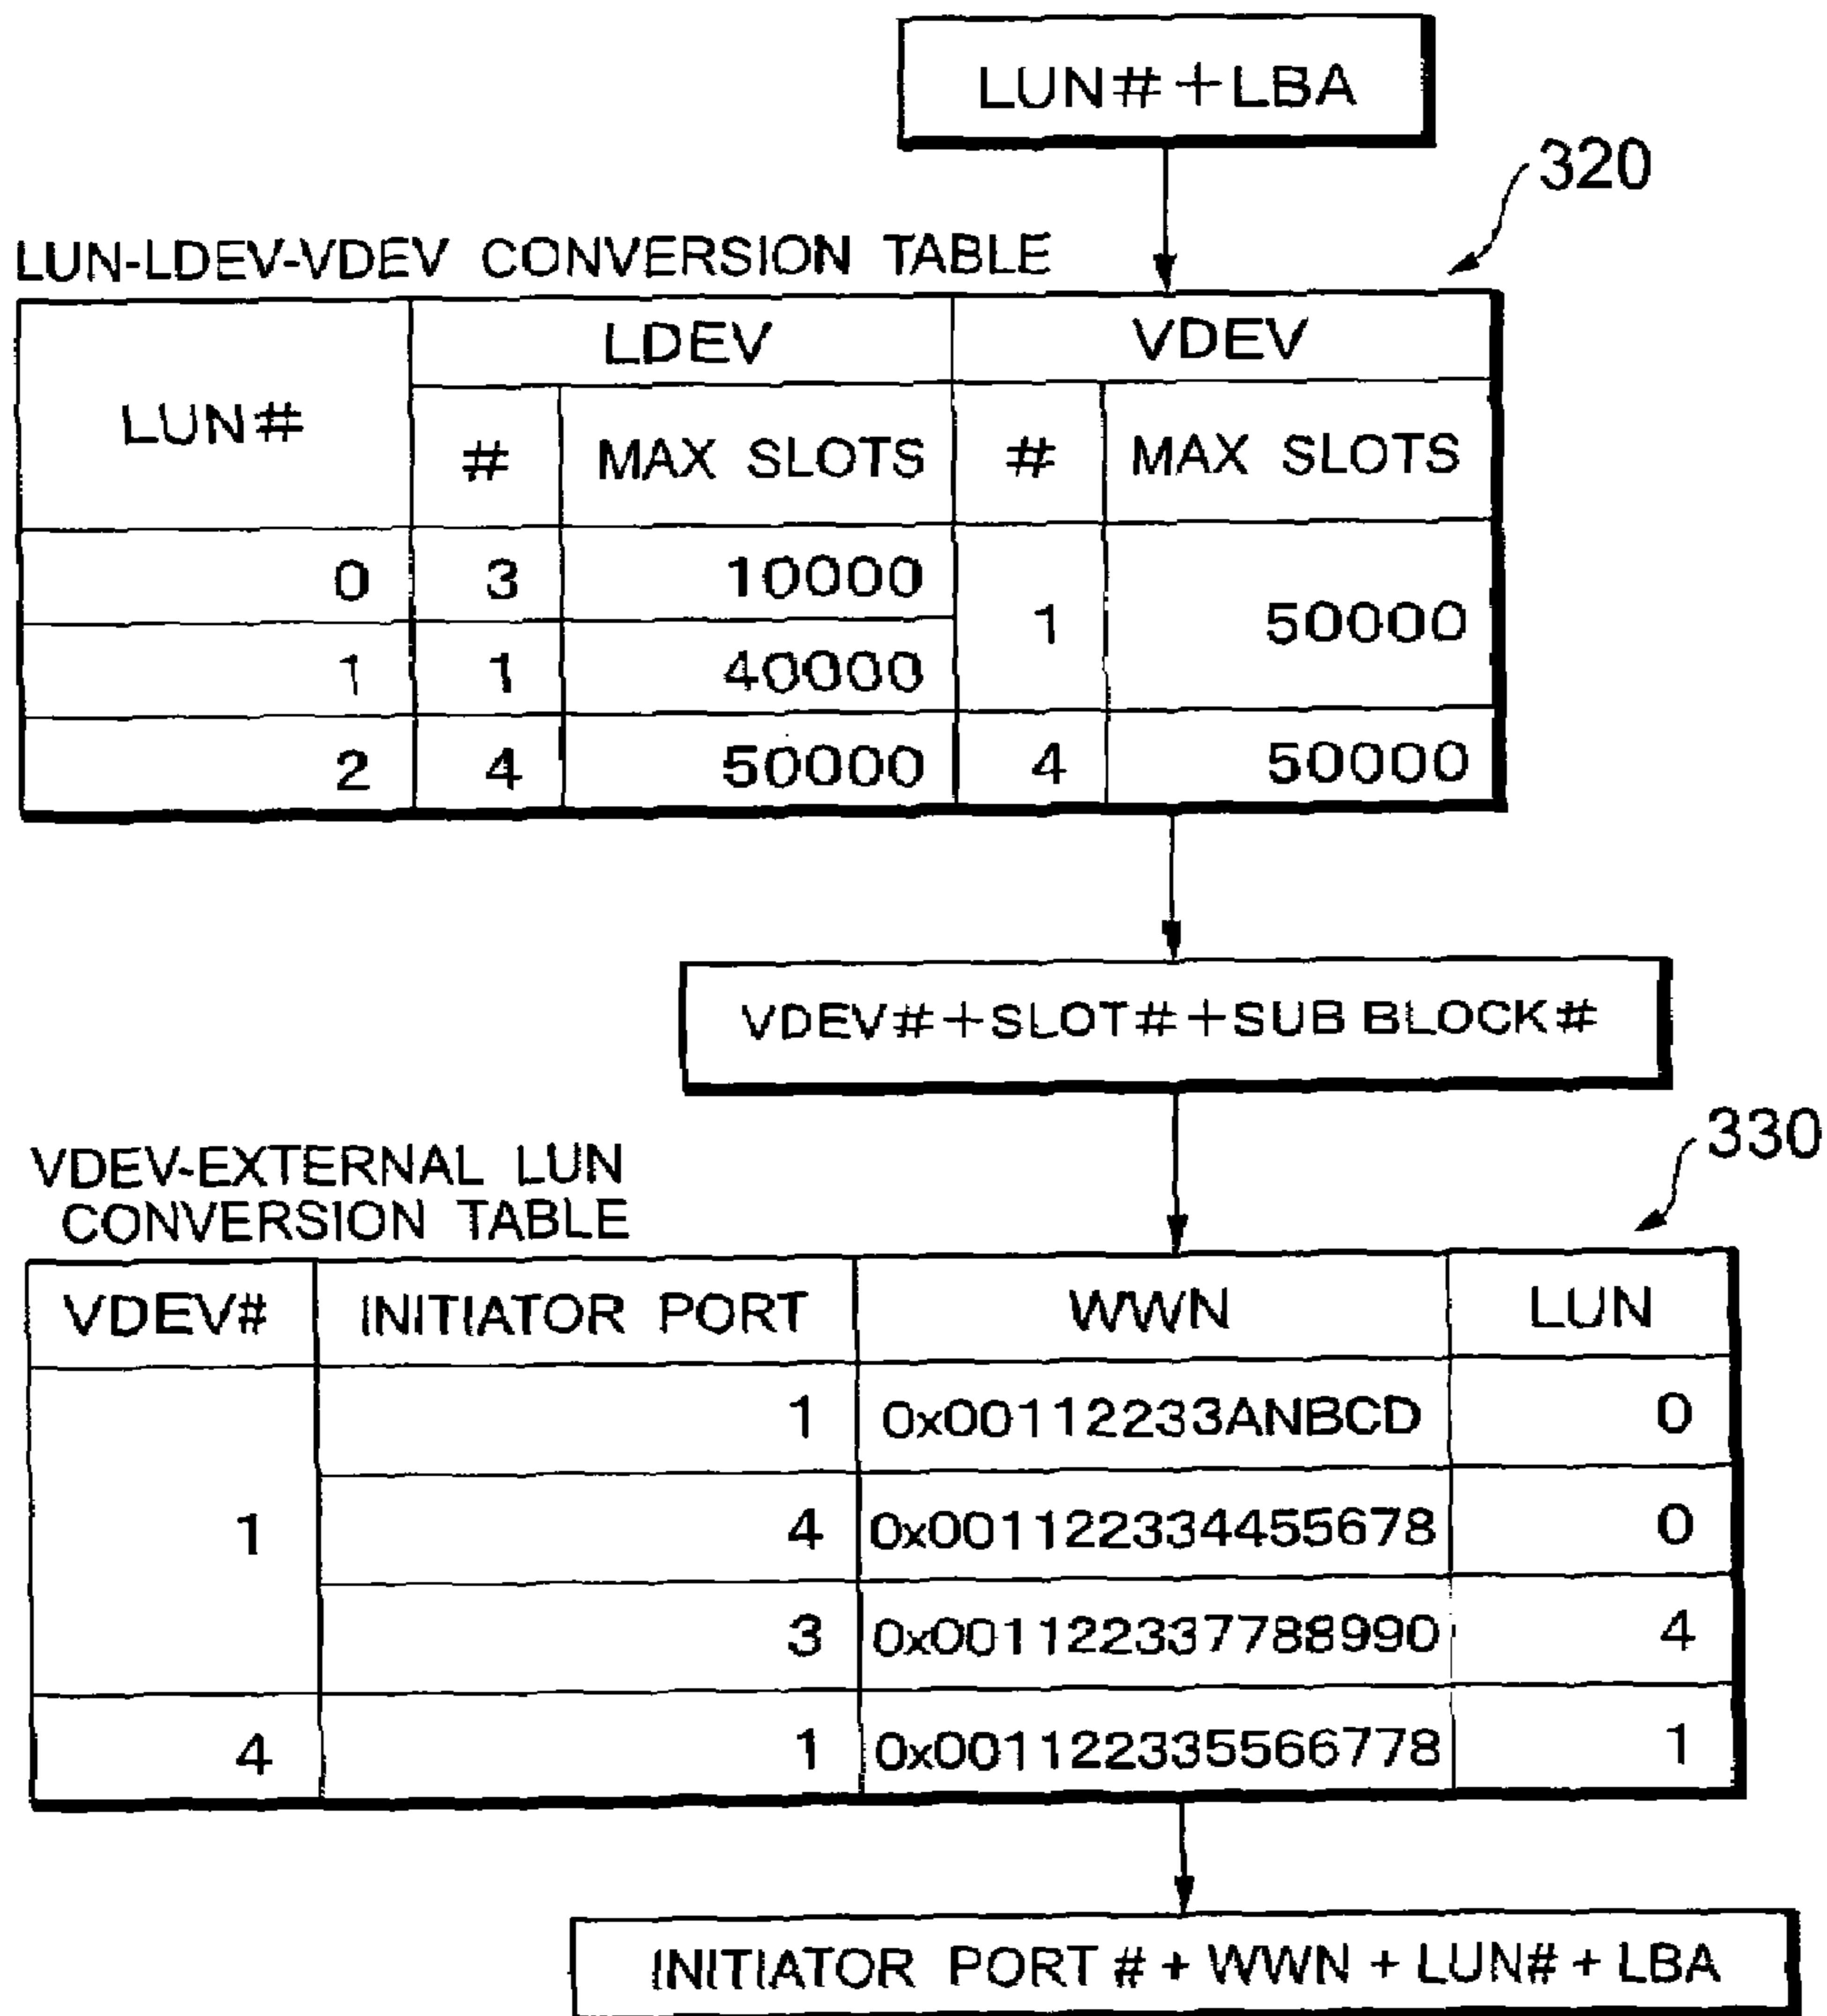 LUN#+LBA
320
LUN-LDEV-VDEV CONVERSION TABLE
LUN# LDEV VDEV
# MAX SLOTS # MAX SLOTS
0 3 10000 1 50000
1 1 40000
2 4 50000 4 50000
VDEV#+SLOT#+SUB BLOCK#
330
VDEV-EXTERNAL LUN
CONVERSION TABLE
VDEV# INITIATOR PORT WWN LUN
1 1 0x00112233ANBCD 0
4 0x001122334455678 0
3 0x001122337788990 4
4 1 0x001122335566778 1
INITIATOR PORT # + WWN + LUN# + LBA